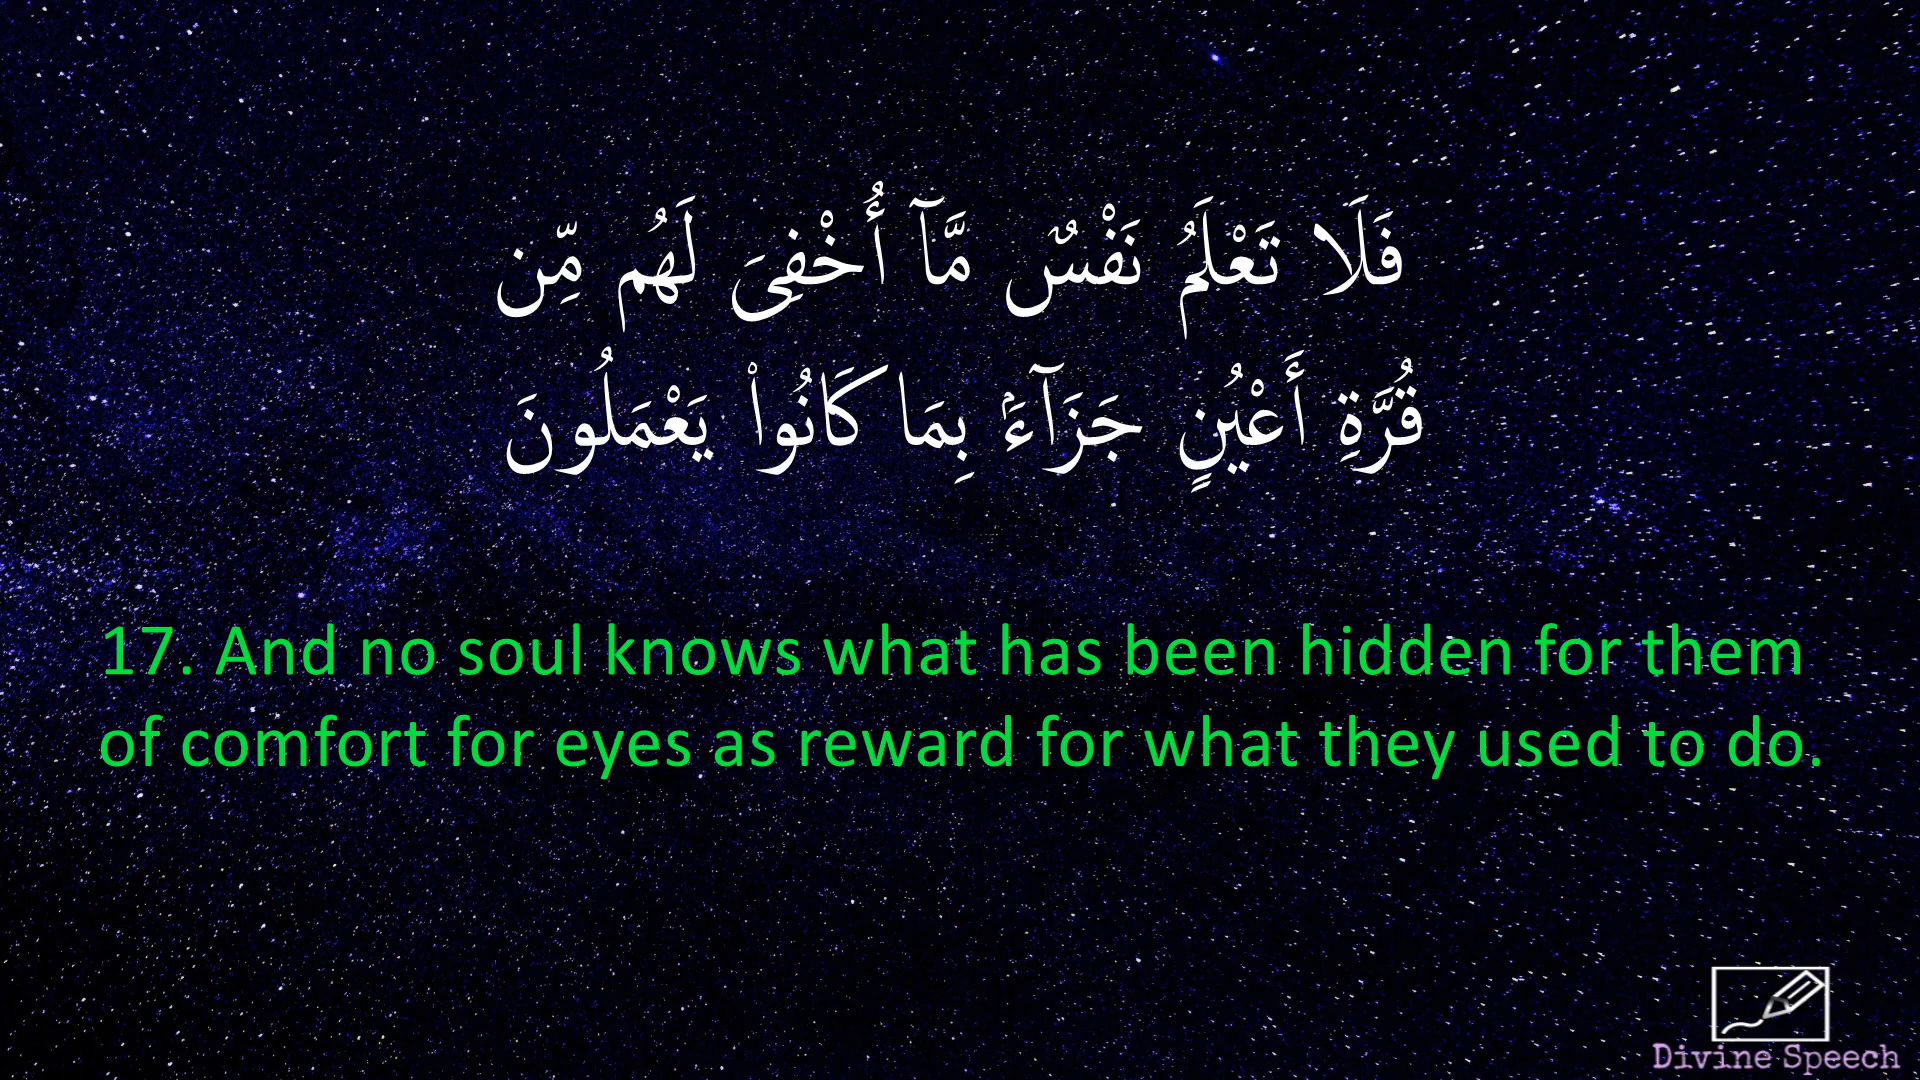 فَلَا تَعْلَمُ نَفْسٌ مَّآ أُخْفِىَ لَهُم مِّن
قُرَّةِ أَعْيُنٍ جَزَآءًۢ بِمَا كَانُوا۟ يَعْمَلُونَ
17. And no soul knows what has been hidden for them
of comfort for eyes as reward for what they used to do.
Divine Speech